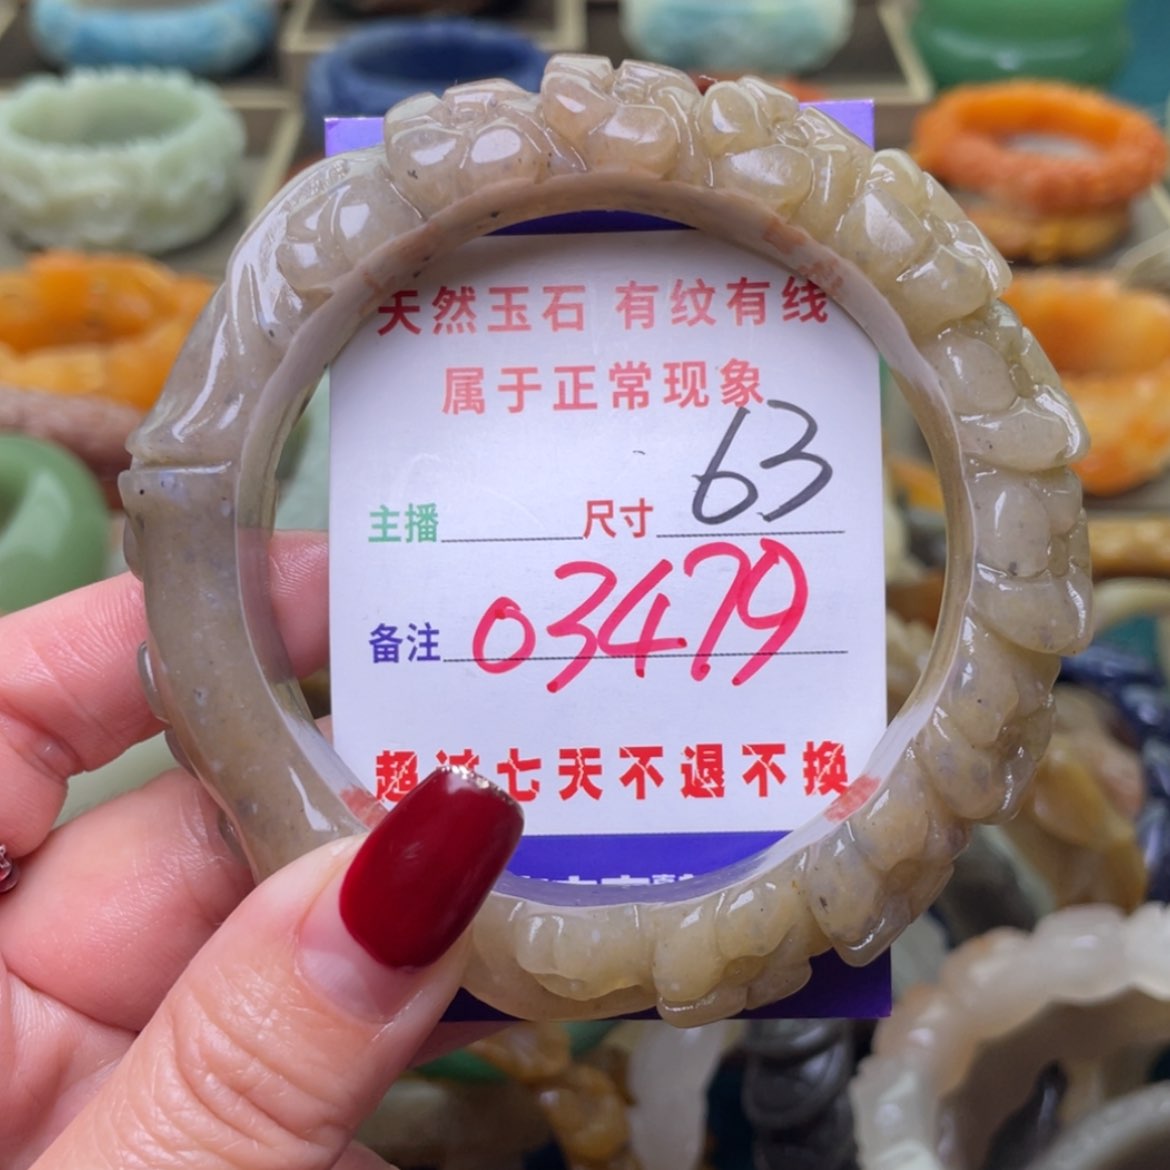 天然玉石 有纹有线
属于正常现象
主播 尺寸 63
备注 03479
超过七天不退不换